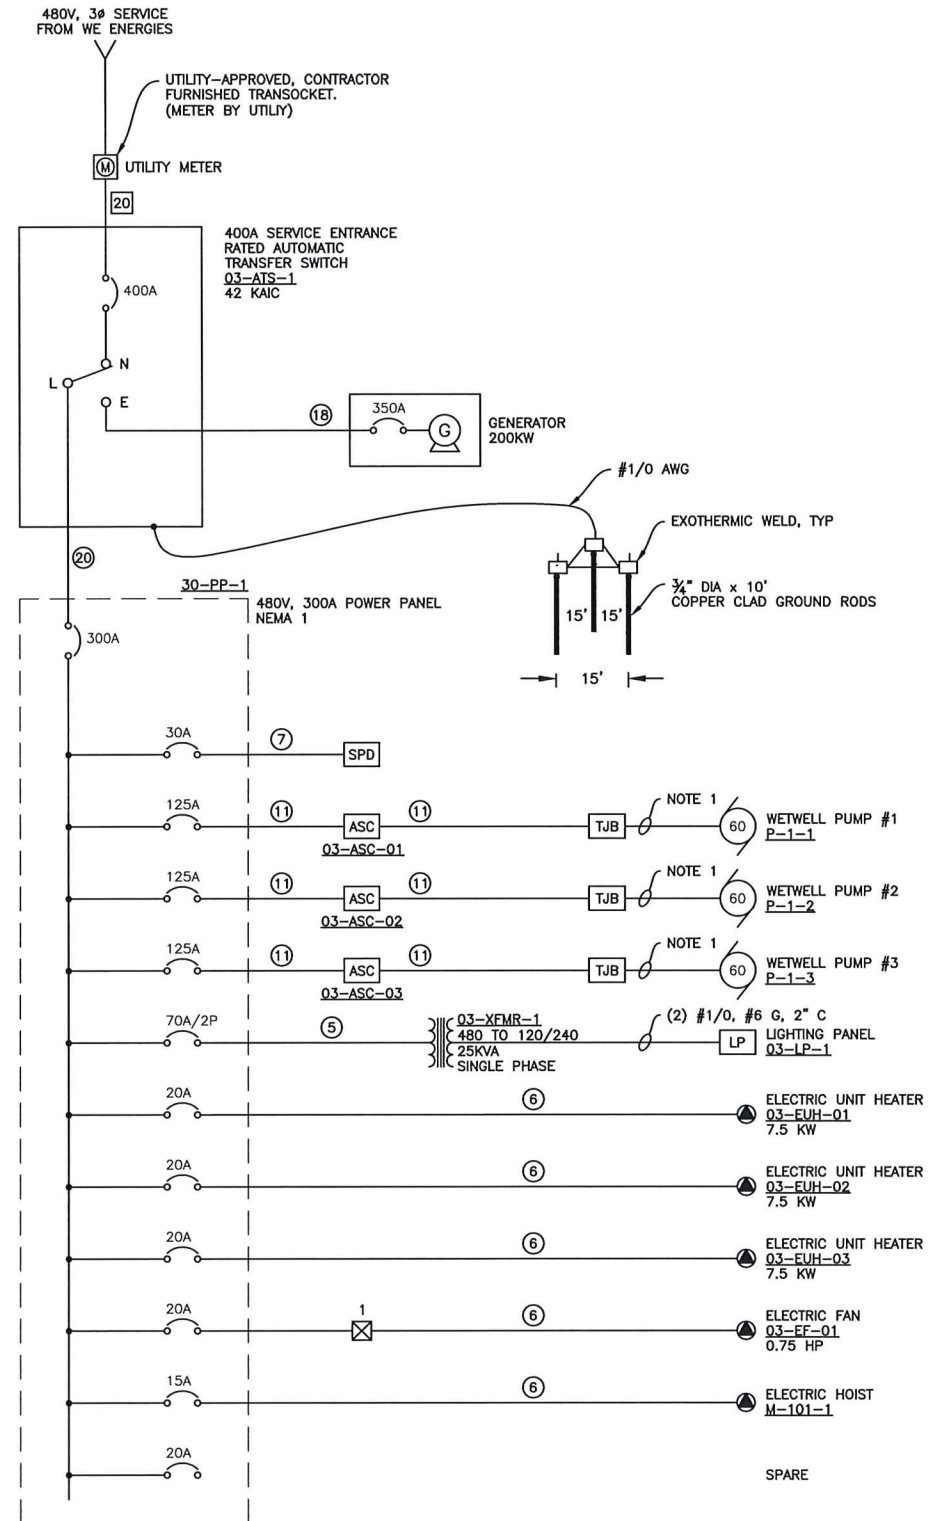 480V, 3ø SERVICE
FROM WE ENERGIES
UTILITY-APPROVED, CONTRACTOR
FURNISHED TRANSOCKET.
(METER BY UTILIY)
M
UTILITY METER
20
400A SERVICE ENTRANCE
RATED AUTOMATIC
TRANSFER SWITCH
03-ATS-1
42 KAIC
400A
N
L
E
18
350A
G
GENERATOR
200KW
#1/0 AWG
EXOTHERMIC WELD, TYP
3/4" DIA x 10'
COPPER CLAD GROUND RODS
15' 15'
15'
20
30-PP-1
480V, 300A POWER PANEL
NEMA 1
300A
30A
7
SPD
125A
11
ASC
03-ASC-01
11
TJB
NOTE 1
60
WETWELL PUMP #1
P-1-1
125A
11
ASC
03-ASC-02
11
TJB
NOTE 1
60
WETWELL PUMP #2
P-1-2
125A
11
ASC
03-ASC-03
11
TJB
NOTE 1
60
WETWELL PUMP #3
P-1-3
70A/2P
5
03-XFMR-1
480 TO 120/240
25KVA
SINGLE PHASE
(2) #1/0, #6 G, 2" C
LP
LIGHTING PANEL
03-LP-1
20A
6
ELECTRIC UNIT HEATER
03-EUH-01
7.5 KW
20A
6
ELECTRIC UNIT HEATER
03-EUH-02
7.5 KW
20A
6
ELECTRIC UNIT HEATER
03-EUH-03
7.5 KW
20A
1
6
ELECTRIC FAN
03-EF-01
0.75 HP
15A
6
ELECTRIC HOIST
M-101-1
20A
SPARE